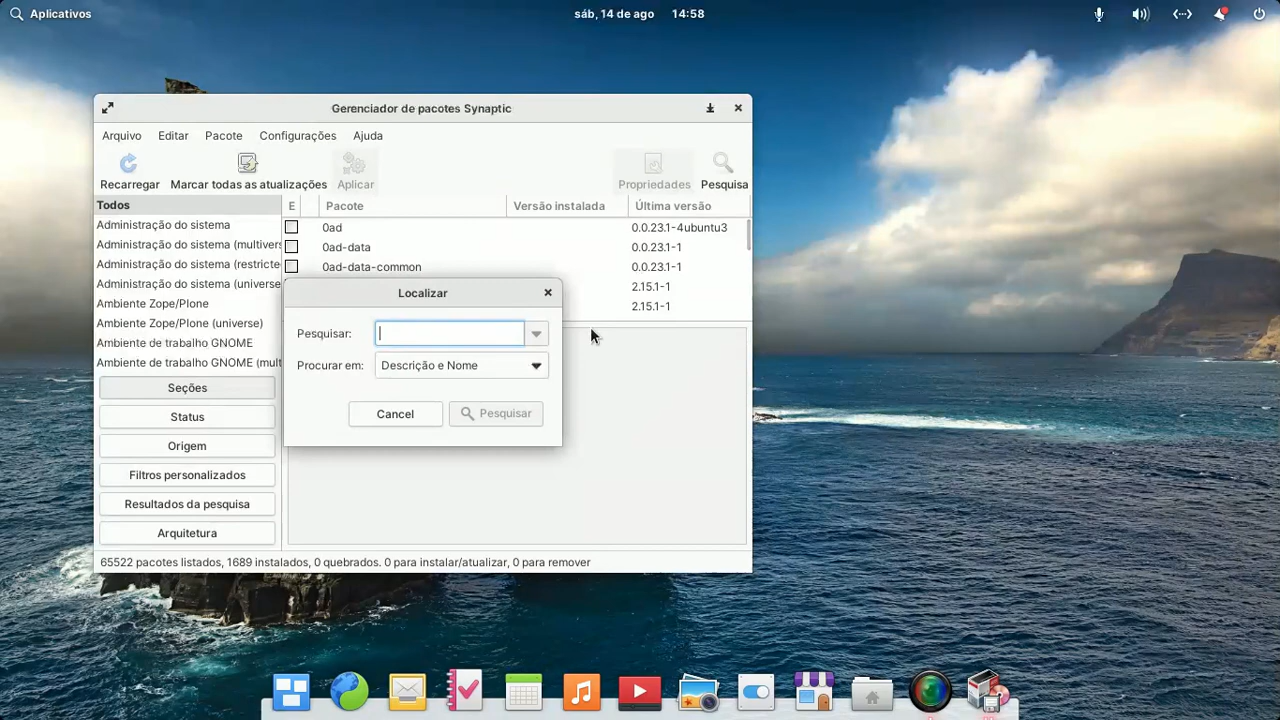 Aplicativos
sáb, 14 de ago 14:58
Gerenciador de pacotes Synaptic
Arquivo Editar Pacote Configurações Ajuda
Recarregar Marcar todas as atualizações Aplicar Propriedades Pesquisa
Todos E Pacote Versão instalada Última versão
Administração do sistema 0ad 0.0.23.1-4ubuntu3
Administração do sistema (multivers 0ad-data 0.0.23.1-1
Administração do sistema (restricte 0ad-data-common 0.0.23.1-1
Administração do sistema (universe 2.15.1-1
Ambiente Zope/Plone 2.15.1-1
Ambiente Zope/Plone (universe)
Ambiente de trabalho GNOME
Ambiente de trabalho GNOME (mult
Localizar
Pesquisar:
Procurar em: Descrição e Nome
Cancel Pesquisar
Seções
Status
Origem
Filtros personalizados
Resultados da pesquisa
Arquitetura
65522 pacotes listados, 1689 instalados, 0 quebrados. 0 para instalar/atualizar, 0 para remover